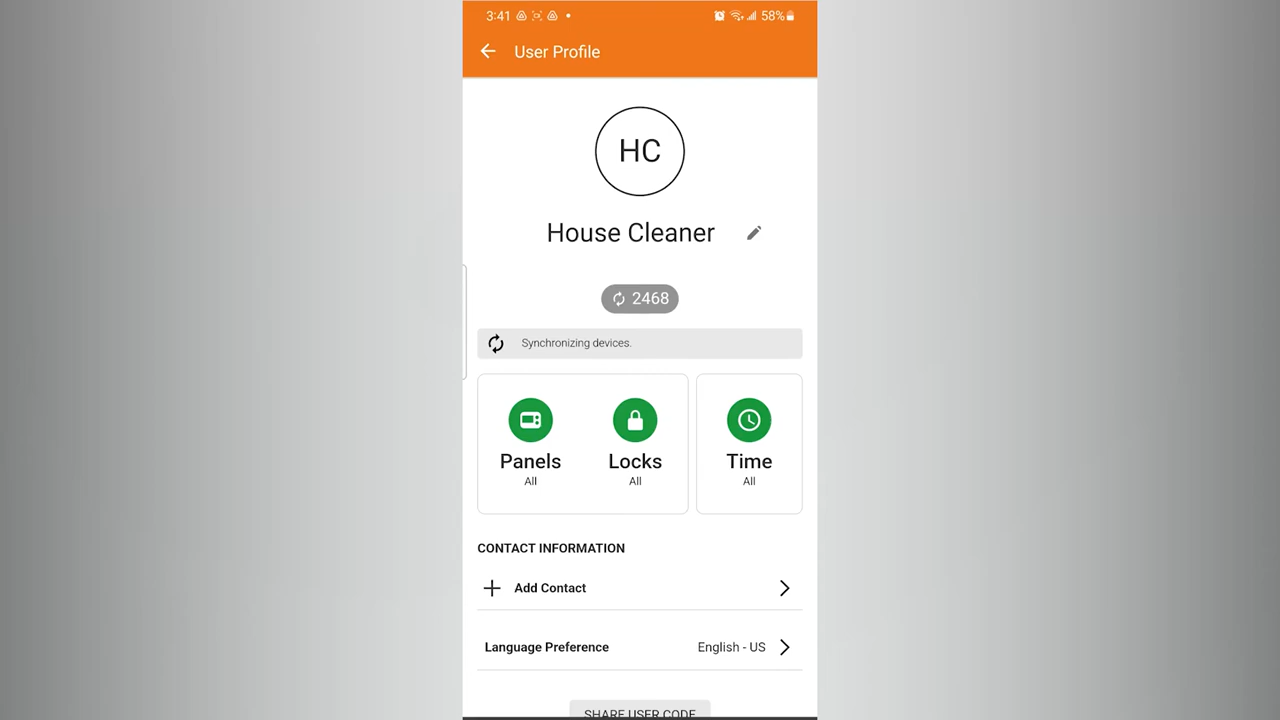 3:41 58%
User Profile
HC
House Cleaner
2468
Synchronizing devices.
Panels Locks Time
All All All
CONTACT INFORMATION
Add Contact
Language Preference English - US
SHARE USER CODE